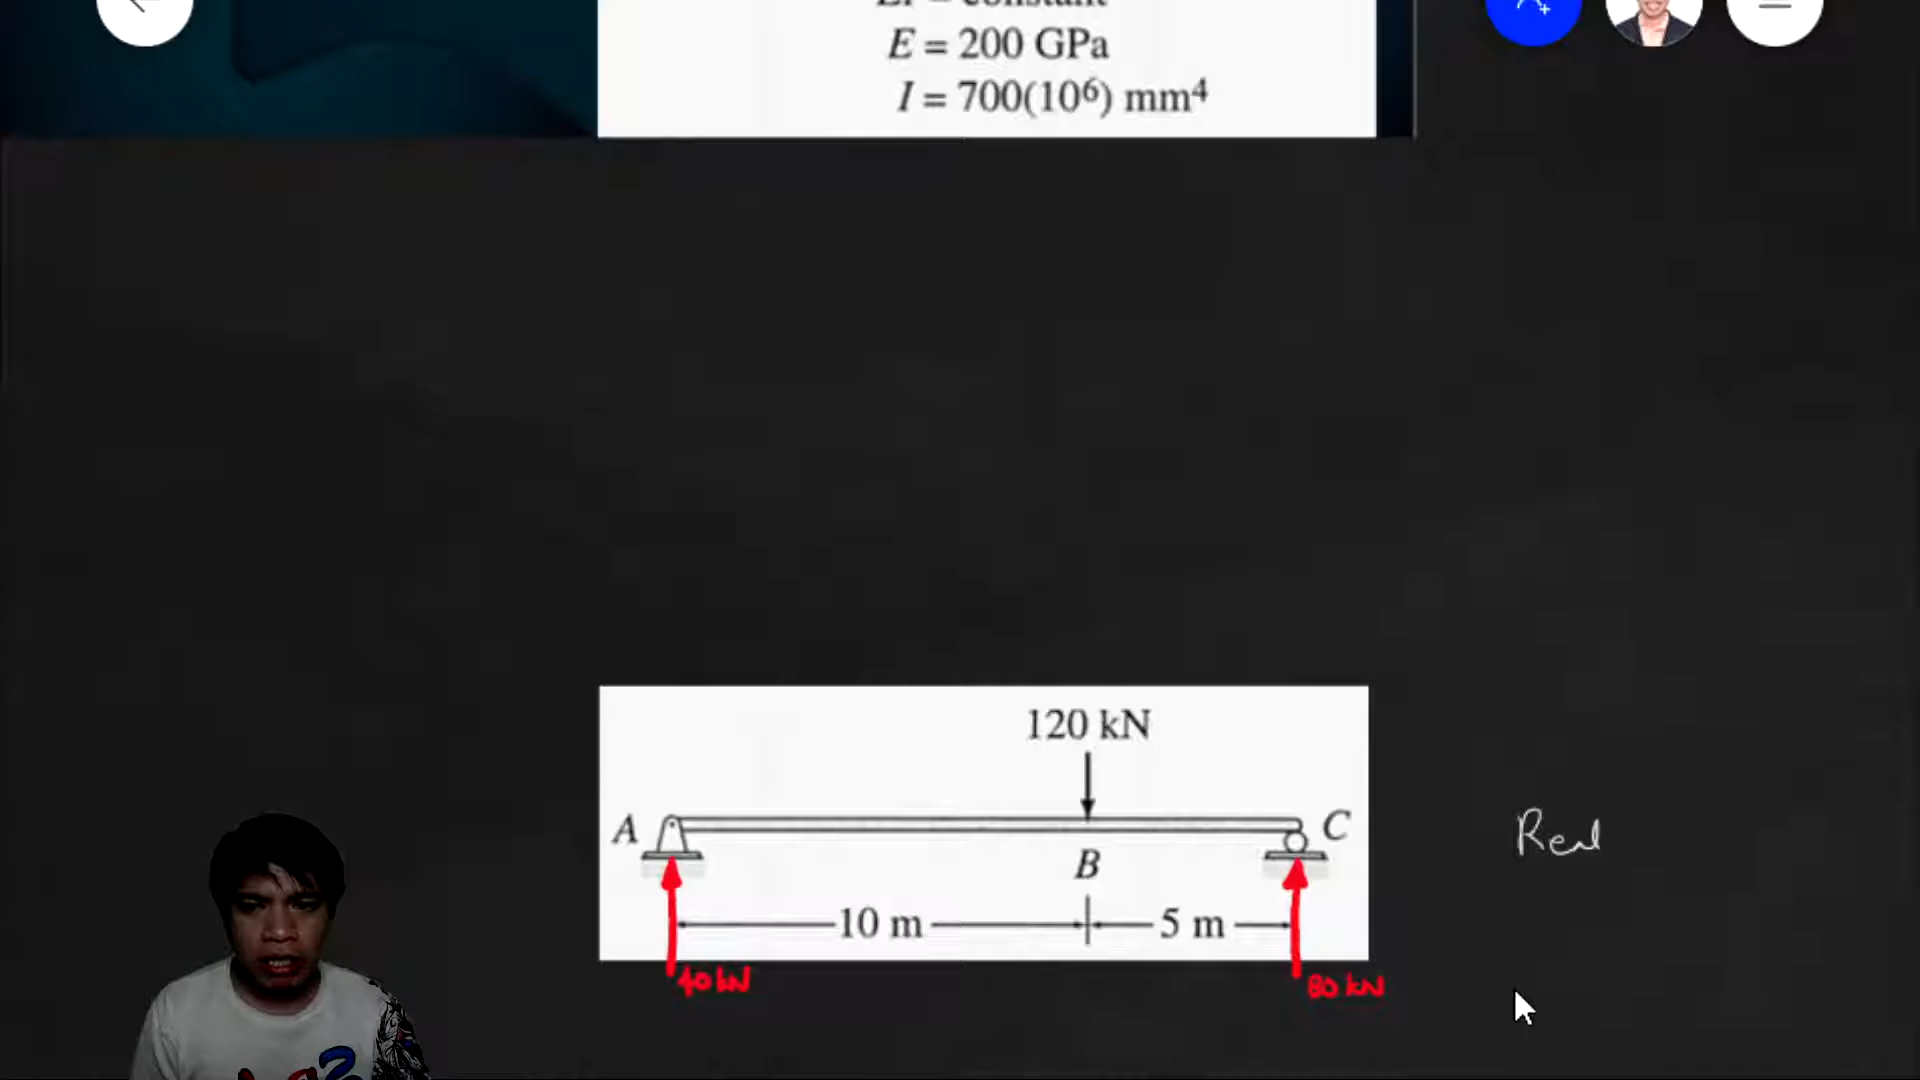 E = 200 GPa
I = 700(10⁶) mm⁴
120 kN
A
C
B
Real
10 m
5 m
40 kN
80 kN